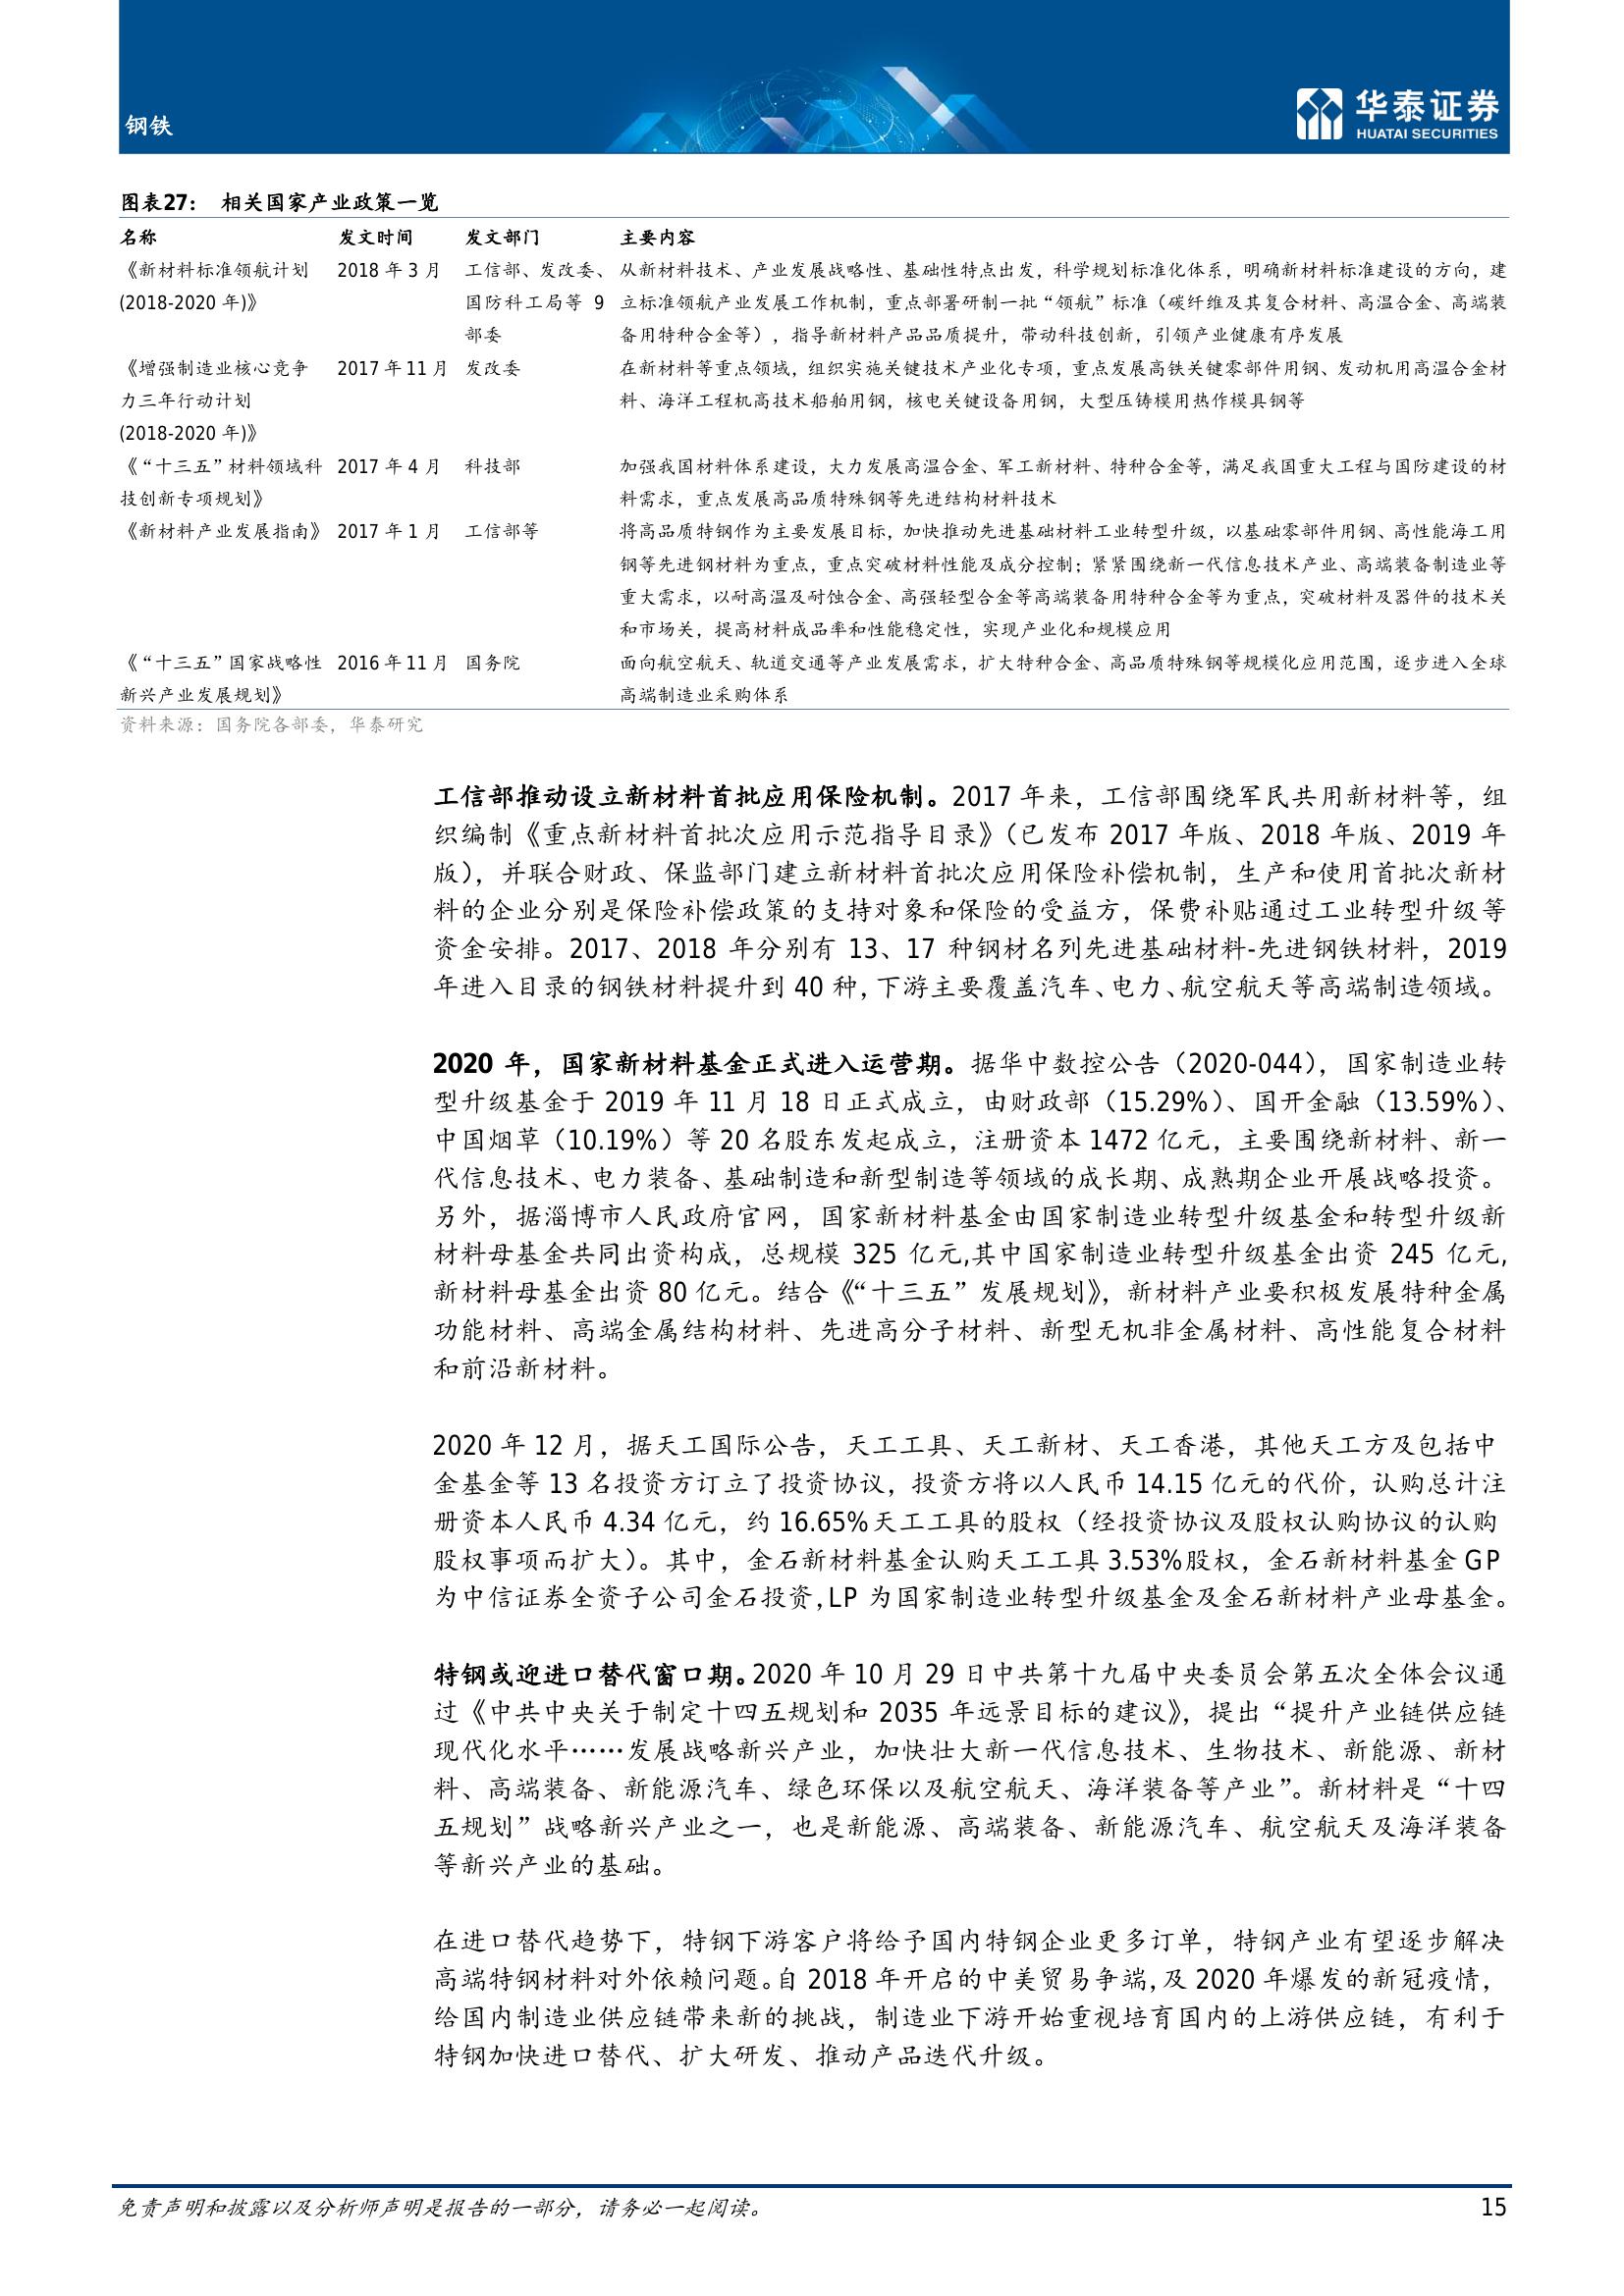 钢铁
华泰证券
HUATAI SECURITIES
图表27： 相关国家产业政策一览
名称 发文时间 发文部门 主要内容
《新材料标准领航计划 2018 年 3 月 工信部、发改委、 从新材料技术、产业发展战略性、基础性特点出发，科学规划标准化体系，明确新材料标准建设的方向，建
(2018-2020 年)》 国防科工局等 9 立标准领航产业发展工作机制，重点部署研制一批“领航”标准（碳纤维及其复合材料、高温合金、高端装
部委 备用特种合金等），指导新材料产品品质提升，带动科技创新，引领产业健康有序发展
《增强制造业核心竞争 2017 年 11 月 发改委 在新材料等重点领域，组织实施关键技术产业化专项，重点发展高铁关键零部件用钢、发动机用高温合金材
力三年行动计划 料、海洋工程机高技术船舶用钢，核电关键设备用钢，大型压铸模用热作模具钢等
(2018-2020 年)》
《“十三五”材料领域科 2017 年 4 月 科技部 加强我国材料体系建设，大力发展高温合金、军工新材料、特种合金等，满足我国重大工程与国防建设的材
技创新专项规划》 料需求，重点发展高品质特殊钢等先进结构材料技术
《新材料产业发展指南》 2017 年 1 月 工信部等 将高品质特钢作为主要发展目标，加快推动先进基础材料工业转型升级，以基础零部件用钢、高性能海工用
钢等先进钢材料为重点，重点突破材料性能及成分控制；紧紧围绕新一代信息技术产业、高端装备制造业等
重大需求，以耐高温及耐蚀合金、高强轻型合金等高端装备用特种合金等为重点，突破材料及器件的技术关
和市场关，提高材料成品率和性能稳定性，实现产业化和规模应用
《“十三五”国家战略性 2016 年 11 月 国务院 面向航空航天、轨道交通等产业发展需求，扩大特种合金、高品质特殊钢等规模化应用范围，逐步进入全球
新兴产业发展规划》 高端制造业采购体系
资料来源：国务院各部委，华泰研究
工信部推动设立新材料首批应用保险机制。2017 年来，工信部围绕军民共用新材料等，组
织编制《重点新材料首批次应用示范指导目录》（已发布 2017 年版、2018 年版、2019 年
版），并联合财政、保监部门建立新材料首批次应用保险补偿机制，生产和使用首批次新材
料的企业分别是保险补偿政策的支持对象和保险的受益方，保费补贴通过工业转型升级等
资金安排。2017、2018 年分别有 13、17 种钢材名列先进基础材料-先进钢铁材料，2019
年进入目录的钢铁材料提升到 40 种，下游主要覆盖汽车、电力、航空航天等高端制造领域。
2020 年，国家新材料基金正式进入运营期。据华中数控公告（2020-044），国家制造业转
型升级基金于 2019 年 11 月 18 日正式成立，由财政部（15.29%）、国开金融（13.59%）、
中国烟草（10.19%）等 20 名股东发起成立，注册资本 1472 亿元，主要围绕新材料、新一
代信息技术、电力装备、基础制造和新型制造等领域的成长期、成熟期企业开展战略投资。
另外，据淄博市人民政府官网，国家新材料基金由国家制造业转型升级基金和转型升级新
材料母基金共同出资构成，总规模 325 亿元,其中国家制造业转型升级基金出资 245 亿元,
新材料母基金出资 80 亿元。结合《“十三五”发展规划》，新材料产业要积极发展特种金属
功能材料、高端金属结构材料、先进高分子材料、新型无机非金属材料、高性能复合材料
和前沿新材料。
2020 年 12 月，据天工国际公告，天工工具、天工新材、天工香港，其他天工方及包括中
金基金等 13 名投资方订立了投资协议，投资方将以人民币 14.15 亿元的代价，认购总计注
册资本人民币 4.34 亿元，约 16.65%天工工具的股权（经投资协议及股权认购协议的认购
股权事项而扩大）。其中，金石新材料基金认购天工工具 3.53%股权，金石新材料基金 GP
为中信证券全资子公司金石投资,LP 为国家制造业转型升级基金及金石新材料产业母基金。
特钢或迎进口替代窗口期。2020 年 10 月 29 日中共第十九届中央委员会第五次全体会议通
过《中共中央关于制定十四五规划和 2035 年远景目标的建议》，提出“提升产业链供应链
现代化水平……发展战略新兴产业，加快壮大新一代信息技术、生物技术、新能源、新材
料、高端装备、新能源汽车、绿色环保以及航空航天、海洋装备等产业”。新材料是“十四
五规划”战略新兴产业之一，也是新能源、高端装备、新能源汽车、航空航天及海洋装备
等新兴产业的基础。
在进口替代趋势下，特钢下游客户将给予国内特钢企业更多订单，特钢产业有望逐步解决
高端特钢材料对外依赖问题。自 2018 年开启的中美贸易争端,及 2020 年爆发的新冠疫情，
给国内制造业供应链带来新的挑战，制造业下游开始重视培育国内的上游供应链，有利于
特钢加快进口替代、扩大研发、推动产品迭代升级。
免责声明和披露以及分析师声明是报告的一部分，请务必一起阅读。 15